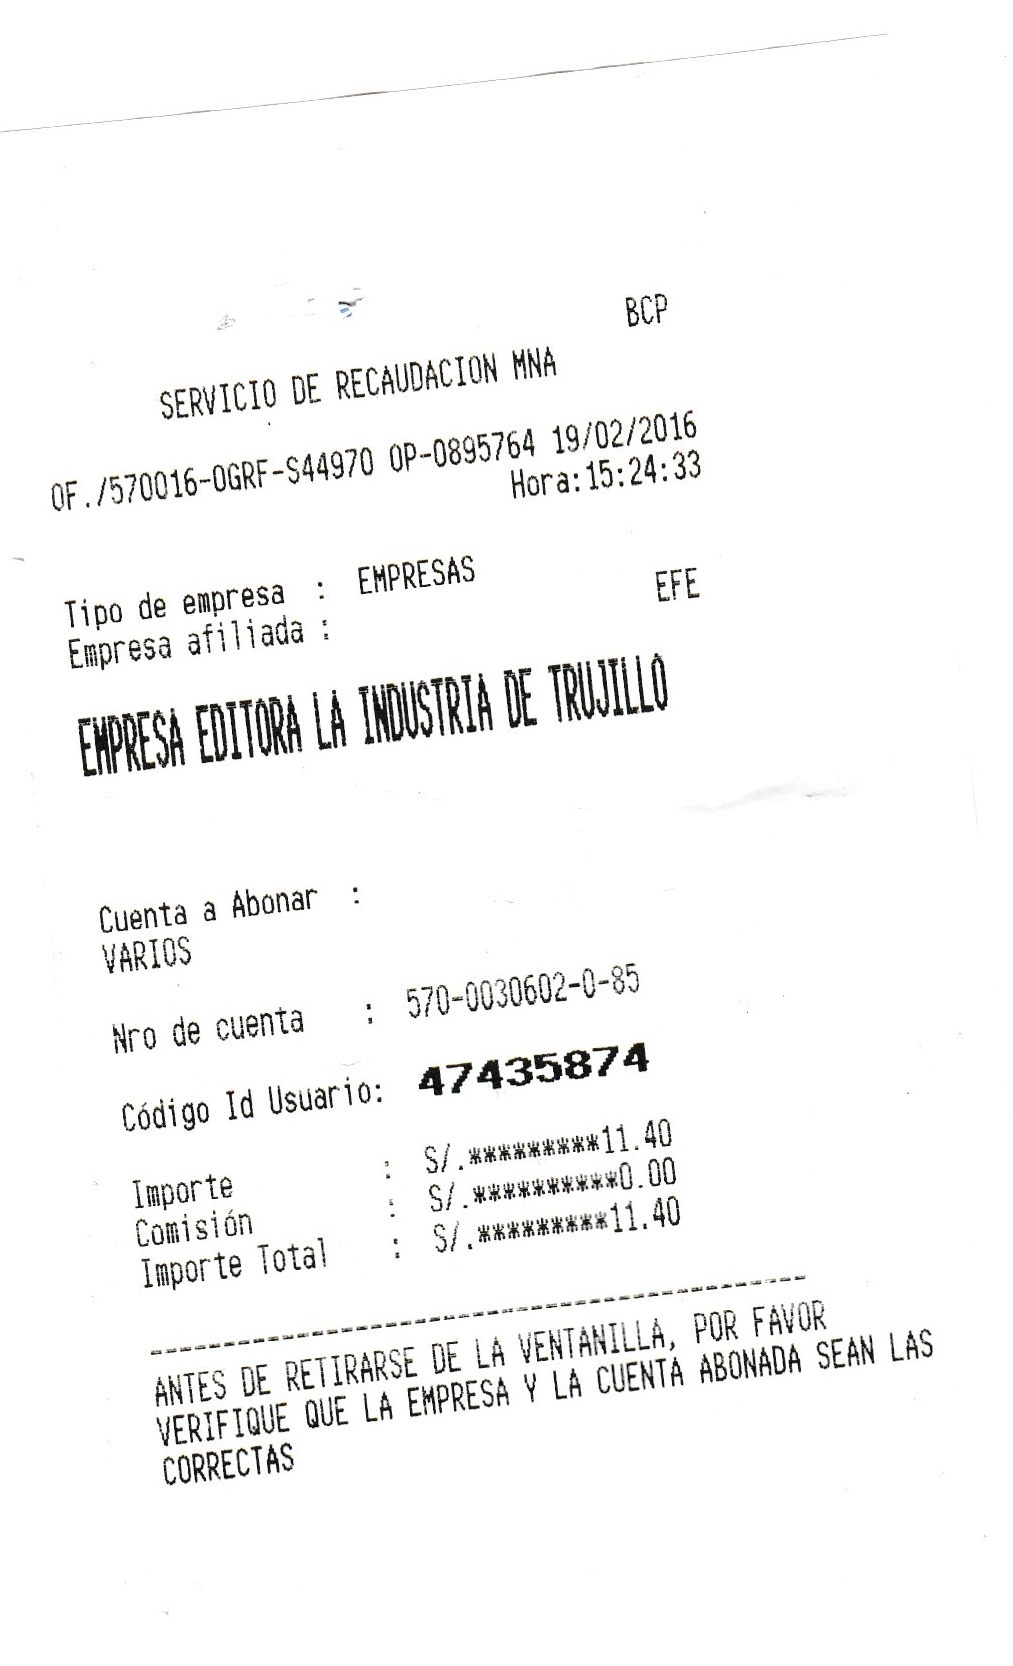 BCP
SERVICIO DE RECAUDACION MNA
OF./570016-OGRF-S44970 OP-0895764 19/02/2016
Hora:15:24:33
Tipo de empresa : EMPRESAS
EFE
Empresa afiliada :
EMPRESA EDITORA LA INDUSTRIA DE TRUJILLO
Cuenta a Abonar :
VARIOS
Nro de cuenta : 570-0030602-0-85
Código Id Usuario: 47435874
Importe : S/.*********11.40
Comisión : S/.**********0.00
Importe Total : S/.*********11.40
--------------------------------------------
ANTES DE RETIRARSE DE LA VENTANILLA, POR FAVOR
VERIFIQUE QUE LA EMPRESA Y LA CUENTA ABONADA SEAN LAS
CORRECTAS